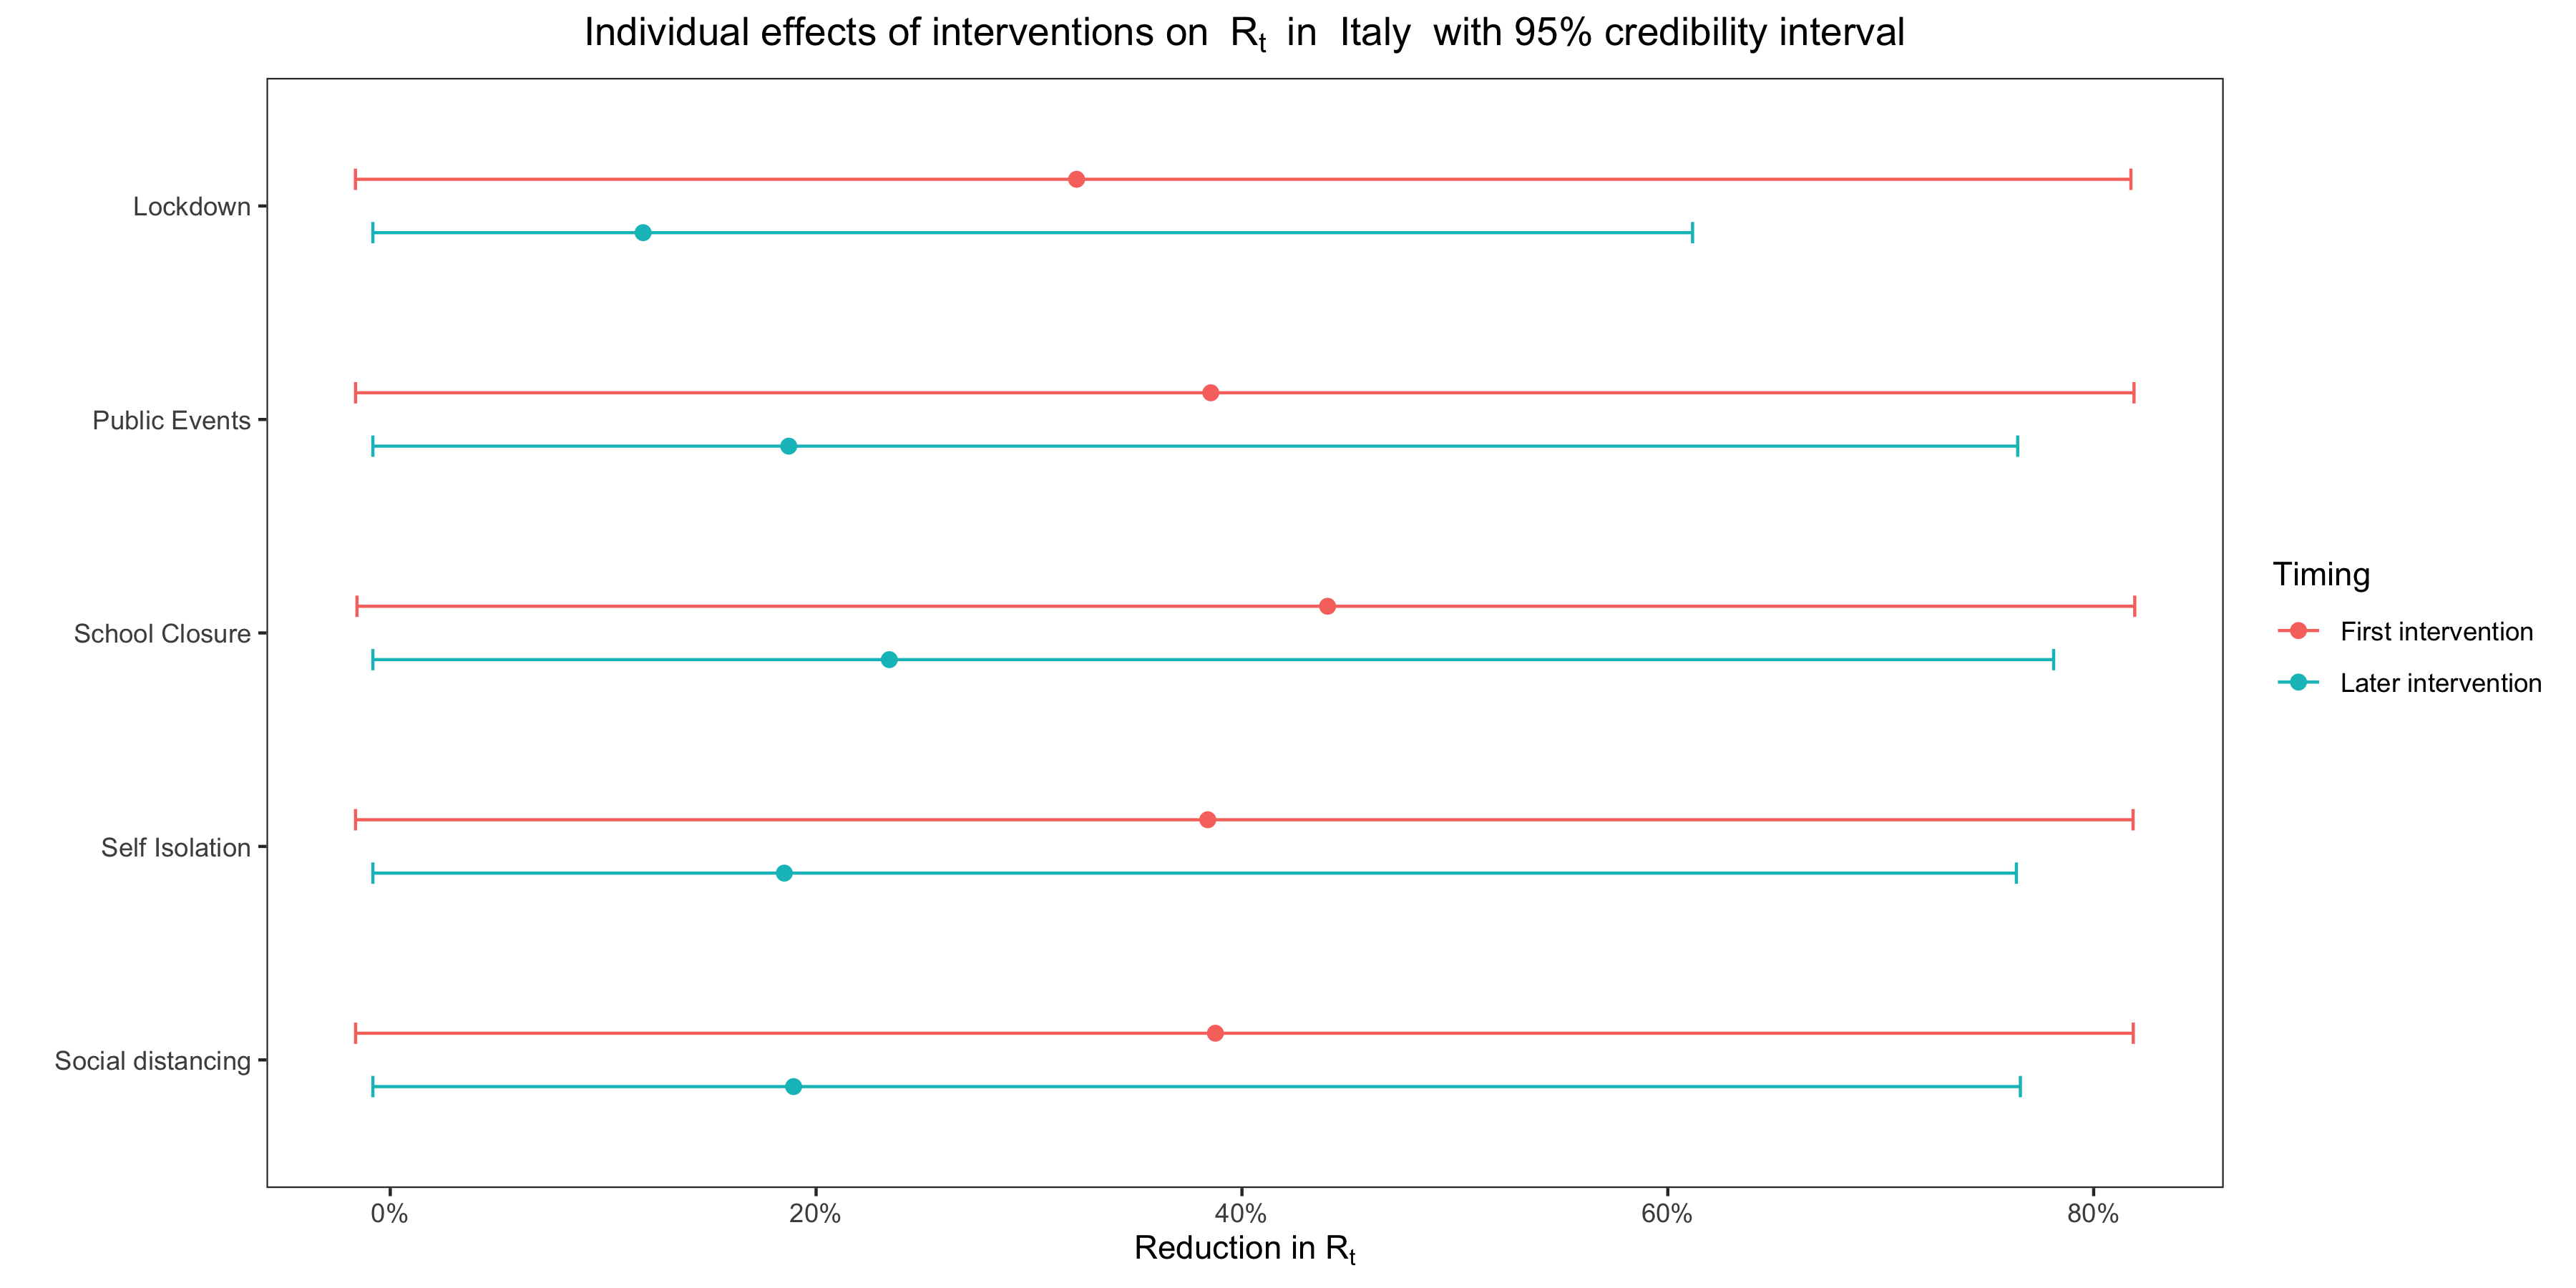 Individual effects of interventions on Rt in Italy with 95% credibility interval
Lockdown
Public Events
School Closure
Self Isolation
Social distancing
0% 20% 40% 60% 80%
Reduction in Rt
Timing
First intervention
Later intervention